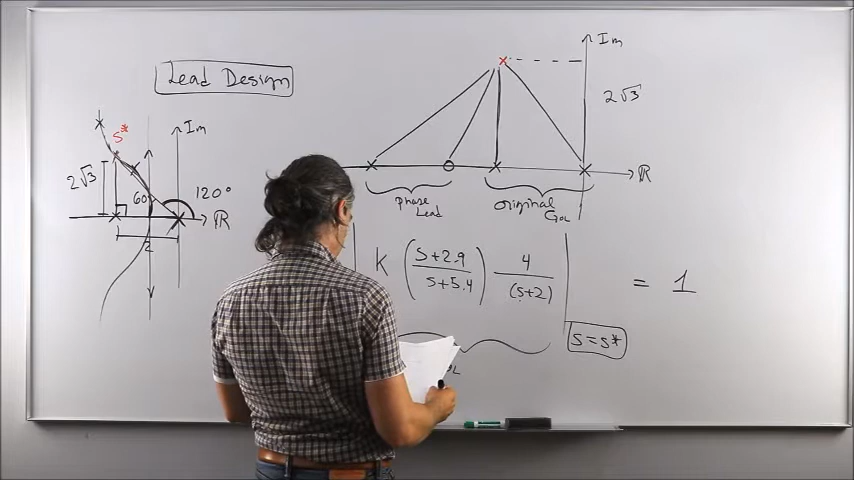 Lead Design
Im
S*
2√3
60
120°
ℝ
2
Im
2√3
ℝ
phase
Lead
original
G_OL
K (S+2.9 / S+5.4) 4 / (S+2) = 1
S=S*